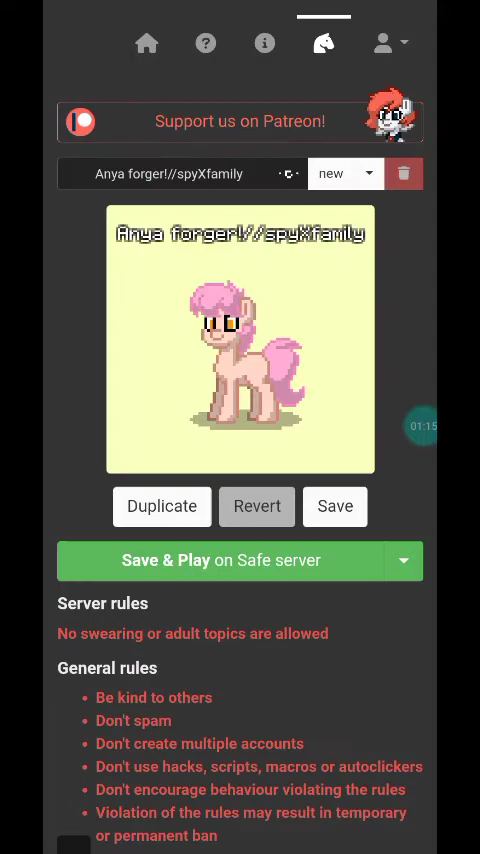 Support us on Patreon!
Anya forger!//spyXfamily
new
Anya forger!//spyXfamily
01:15
Duplicate
Revert
Save
Save & Play on Safe server
Server rules
No swearing or adult topics are allowed
General rules
Be kind to others
Don't spam
Don't create multiple accounts
Don't use hacks, scripts, macros or autoclickers
Don't encourage behaviour violating the rules
Violation of the rules may result in temporary
or permanent ban